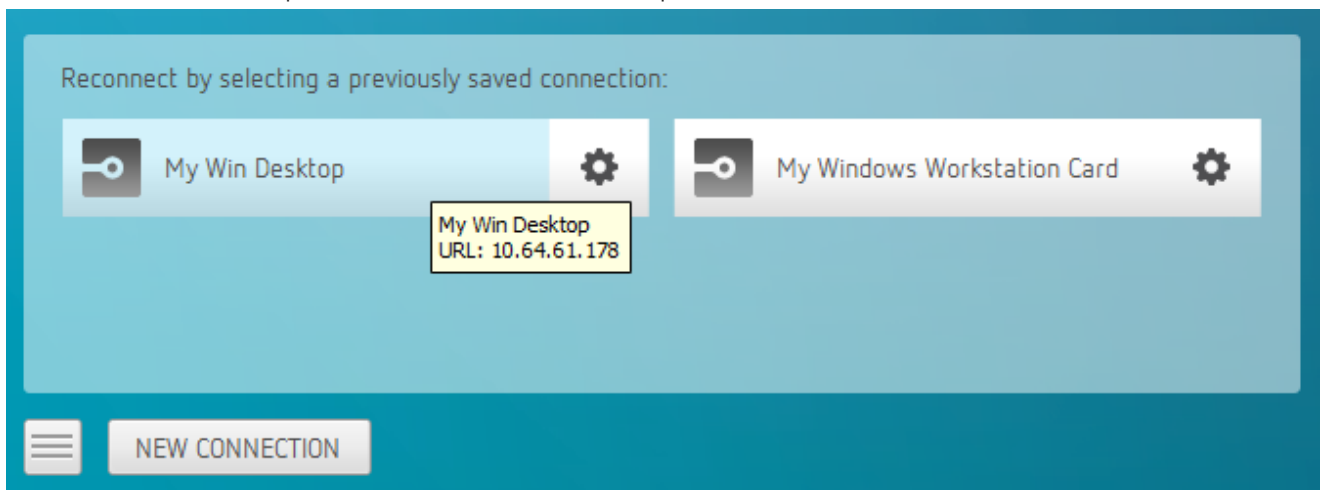 Reconnect by selecting a previously saved connection:
My Win Desktop
My Windows Workstation Card
My Win Desktop
URL: 10.64.61.178
NEW CONNECTION